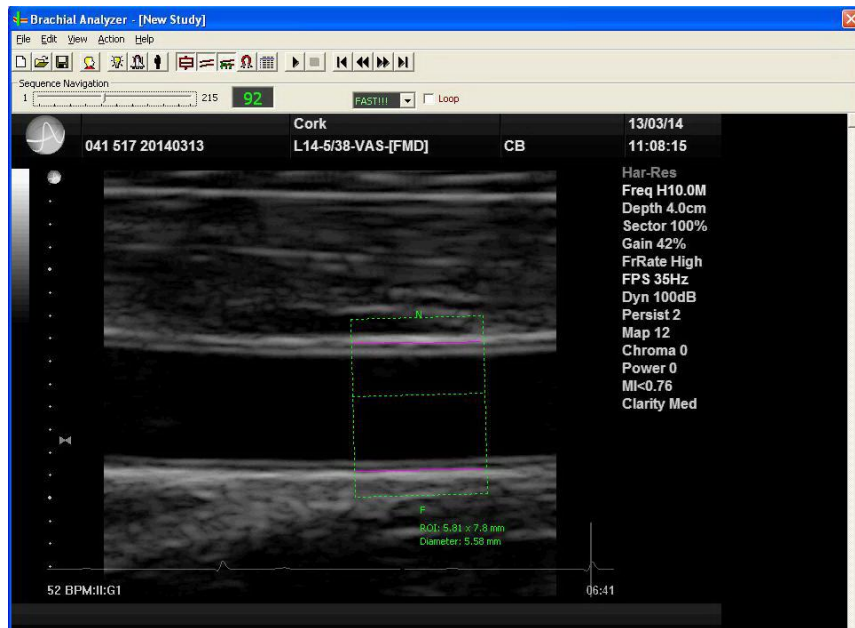 Brachial Analyzer - [New Study]
File Edit View Action Help
Sequence Navigation
1 215 92 FAST!!! Loop
Cork 13/03/14
041 517 20140313 L14-5/38-VAS-[FMD] CB 11:08:15
Har-Res
Freq H10.0M
Depth 4.0cm
Sector 100%
Gain 42%
FrRate High
FPS 35Hz
Dyn 100dB
Persist 2
Map 12
Chroma 0
Power 0
MI<0.76
Clarity Med
N
F
ROI: 5.81 x 7.8 mm
Diameter: 5.58 mm
52 BPM:II:G1 06:41